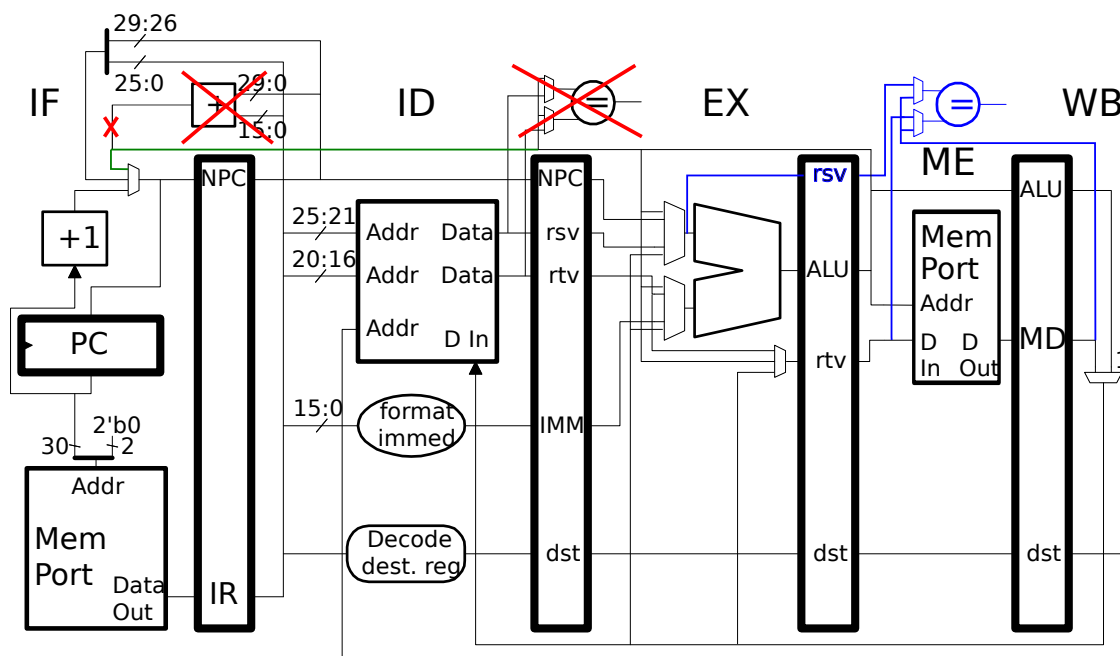 29:26
25:0
IF
+
29:0
15:0
ID
=
EX
=
WB
ME
NPC
NPC
rsv
ALU
+1
25:21
Addr
Data
rsv
20:16
Addr
Data
rtv
ALU
Mem
Port
Addr
Addr
D In
PC
rtv
D
In
D
Out
MD
15:0
format
immed
IMM
2'b0
30
2
Addr
Mem
Port
Data
Out
IR
Decode
dest. reg
dst
dst
dst